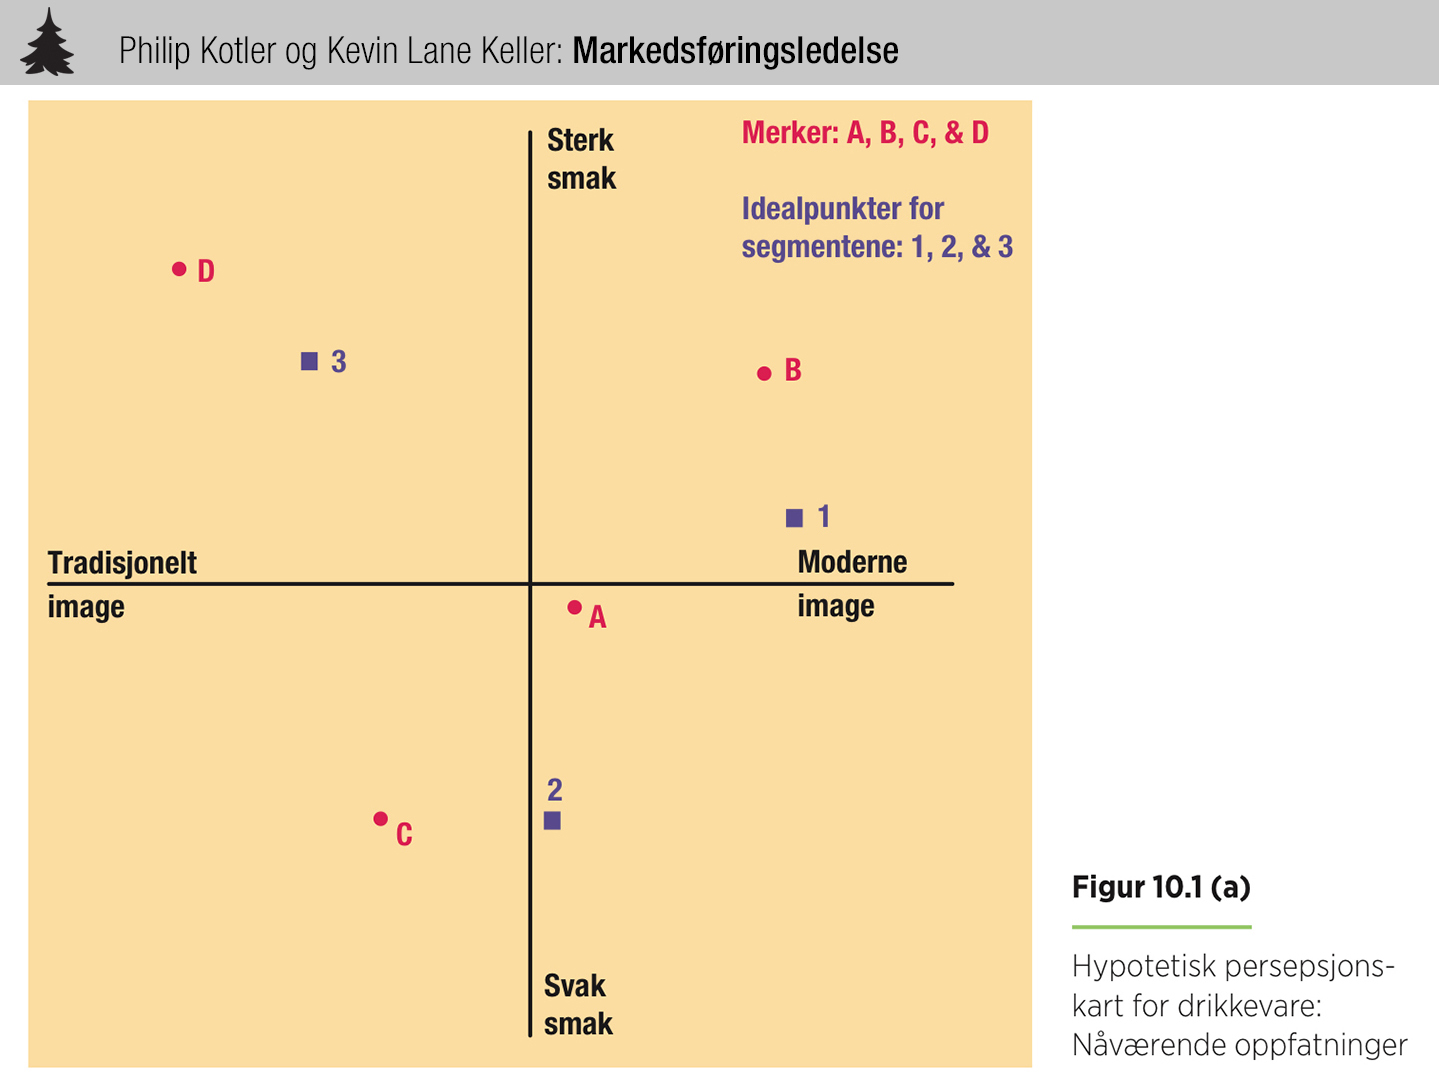 Philip Kotler og Kevin Lane Keller: Markedsføringsledelse
Sterk
smak
Merker: A, B, C, & D
Idealpunkter for
segmentene: 1, 2, & 3
D
3
B
1
Tradisjonelt
image
Moderne
image
A
2
C
Svak
smak
Figur 10.1 (a)
Hypotetisk persepsjons-
kart for drikkevare:
Nåværende oppfatninger